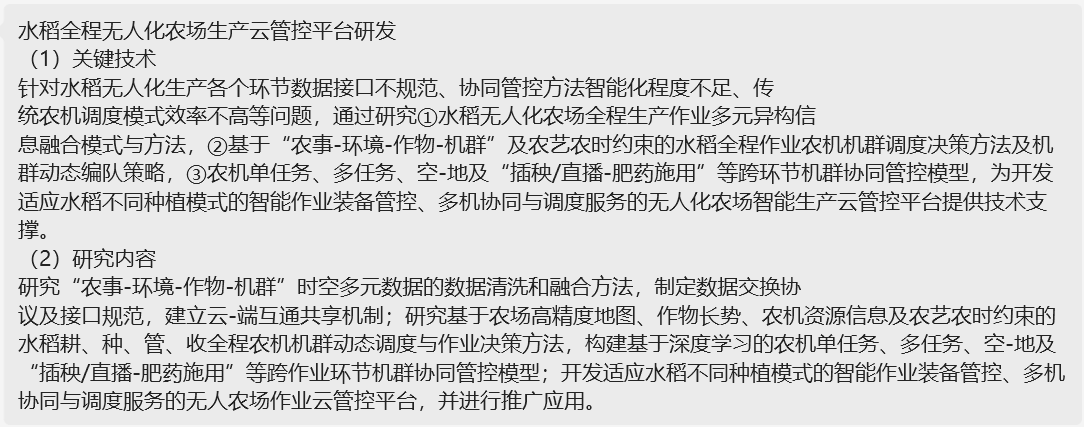 水稻全程无人化农场生产云管控平台研发
（1）关键技术
针对水稻无人化生产各个环节数据接口不规范、协同管控方法智能化程度不足、传
统农机调度模式效率不高等问题，通过研究①水稻无人化农场全程生产作业多元异构信
息融合模式与方法，②基于“农事-环境-作物-机群”及农艺农时约束的水稻全程作业农机机群调度决策方法及机
群动态编队策略，③农机单任务、多任务、空-地及“插秧/直播-肥药施用”等跨环节机群协同管控模型，为开发
适应水稻不同种植模式的智能作业装备管控、多机协同与调度服务的无人化农场智能生产云管控平台提供技术支
撑。
（2）研究内容
研究“农事-环境-作物-机群”时空多元数据的数据清洗和融合方法，制定数据交换协
议及接口规范，建立云-端互通共享机制；研究基于农场高精度地图、作物长势、农机资源信息及农艺农时约束的
水稻耕、种、管、收全程农机机群动态调度与作业决策方法，构建基于深度学习的农机单任务、多任务、空-地及
“插秧/直播-肥药施用”等跨作业环节机群协同管控模型；开发适应水稻不同种植模式的智能作业装备管控、多机
协同与调度服务的无人农场作业云管控平台，并进行推广应用。